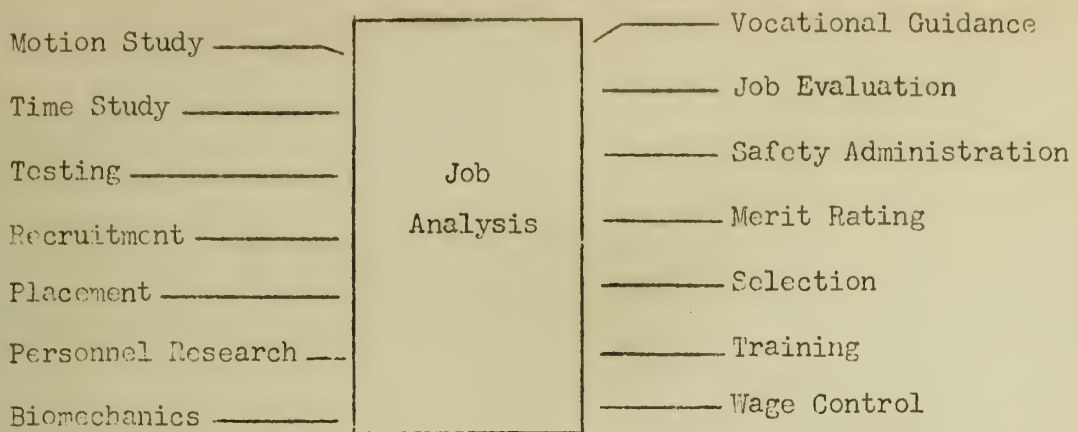 Motion Study
Time Study
Testing
Recruitment
Placement
Personnel Research
Biomechanics
Job
Analysis
Vocational Guidance
Job Evaluation
Safety Administration
Merit Rating
Selection
Training
Wage Control